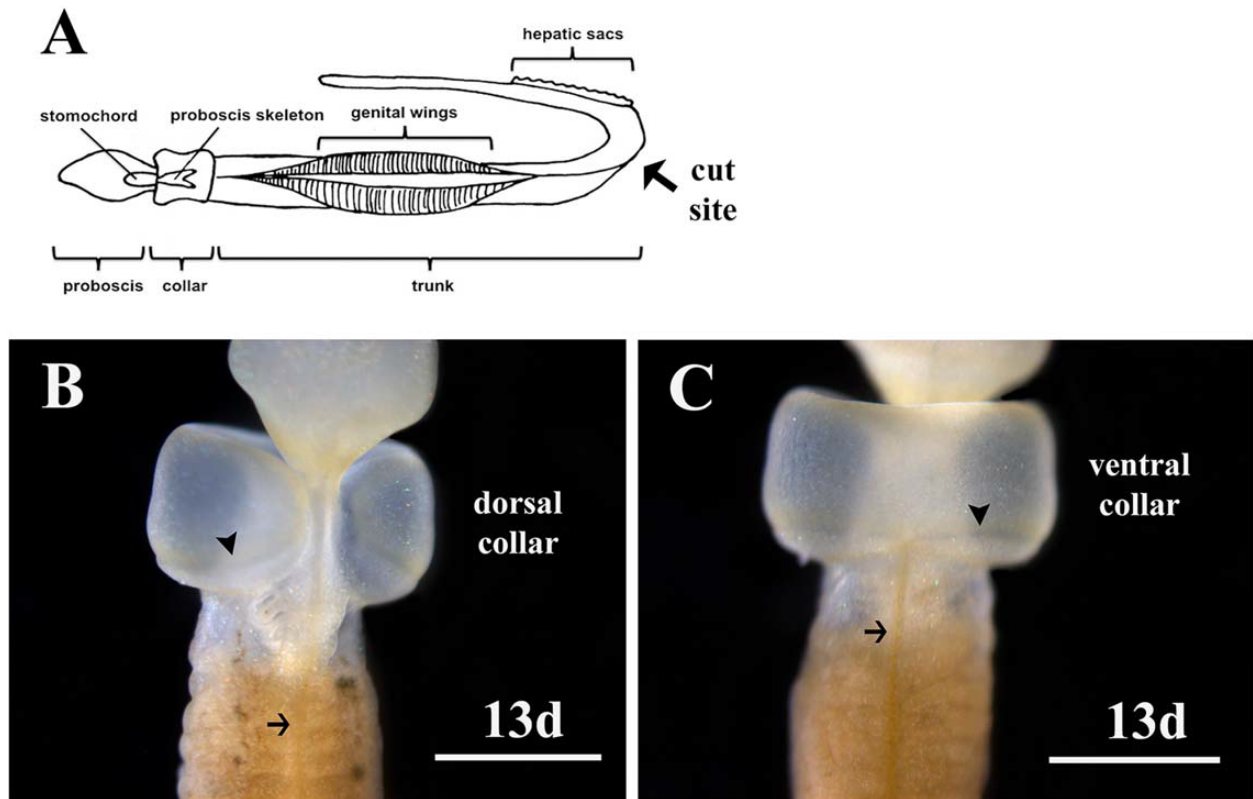 A
hepatic sacs
stomochord
proboscis skeleton
genital wings
cut
site
proboscis
collar
trunk
B
dorsal
collar
13d
C
ventral
collar
13d